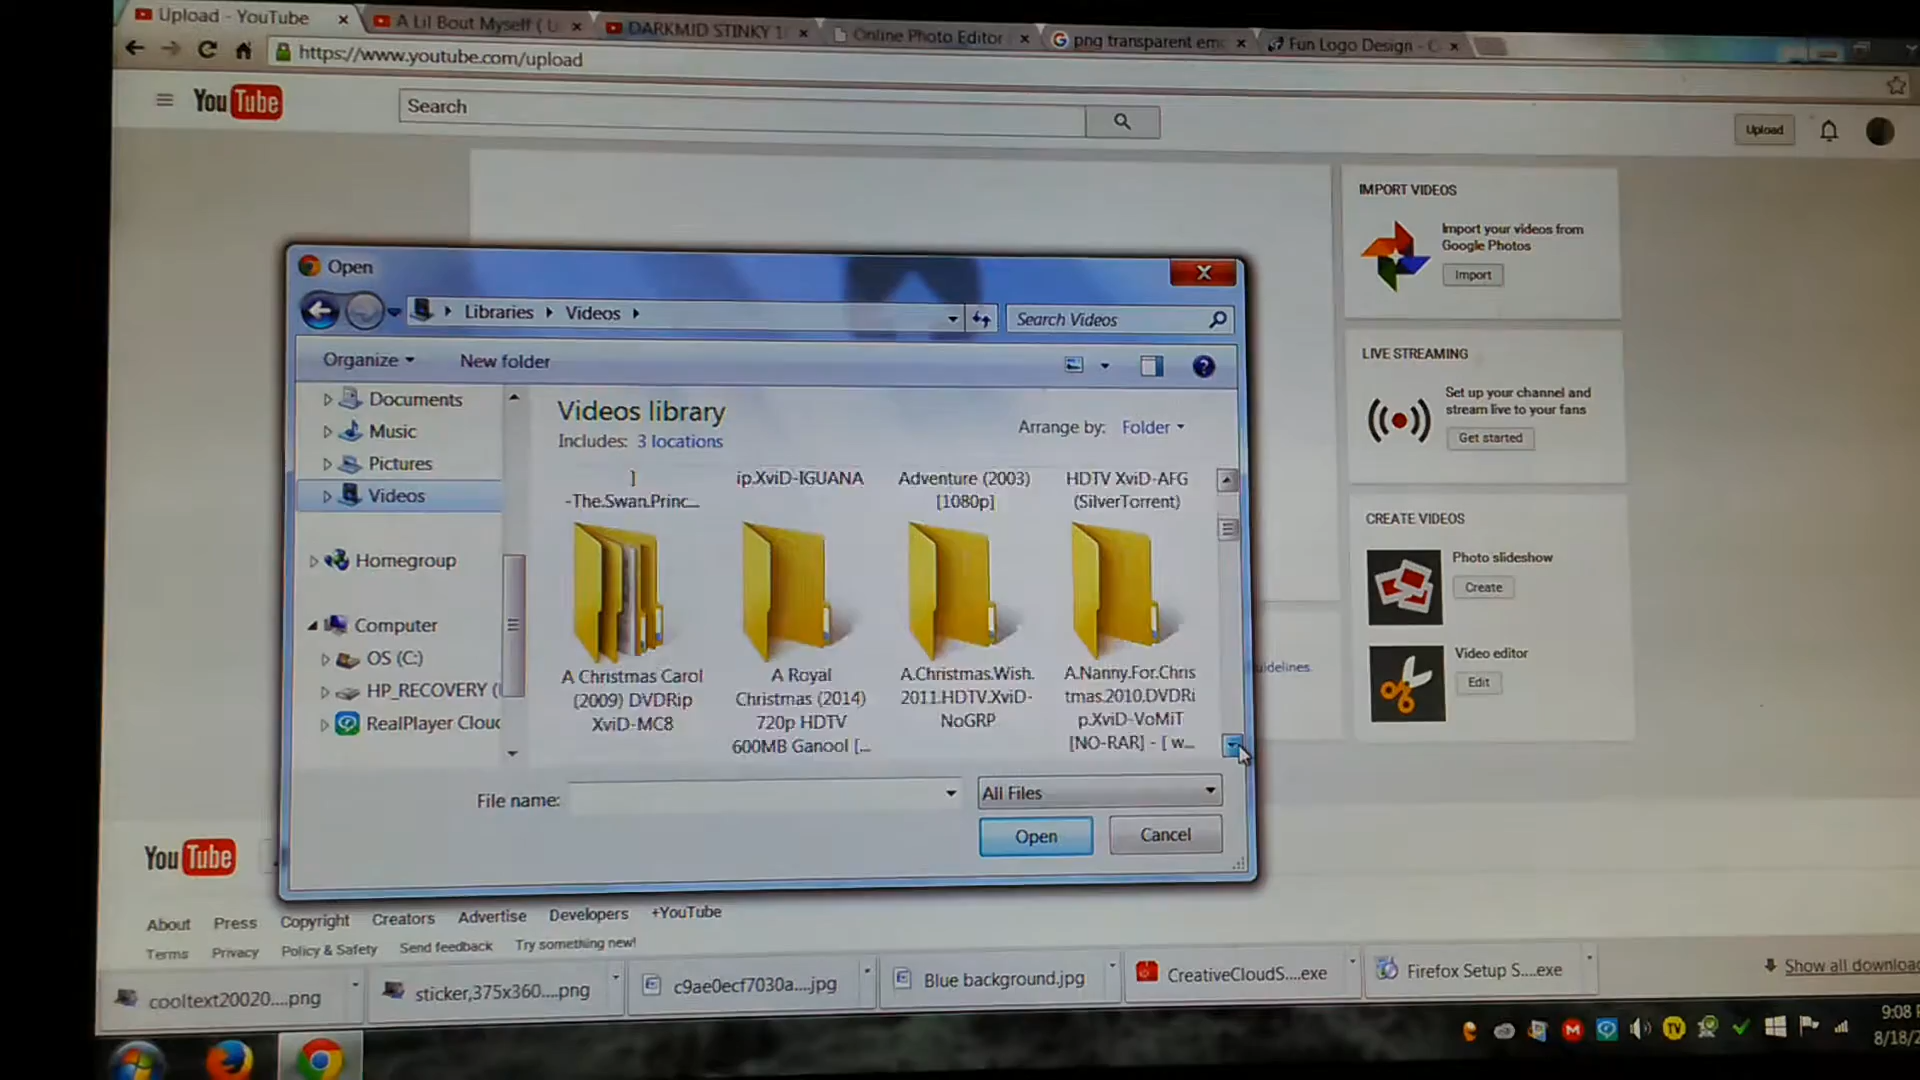 Upload - YouTube
A Lil Bout Myself (
DARKMJD STINKY
Online Photo Editor
png transparent emo
Fun Logo Design - C
https://www.youtube.com/upload
YouTube
Search
Upload
IMPORT VIDEOS
Import your videos from
Google Photos
Import
LIVE STREAMING
Set up your channel and
stream live to your fans
Get started
CREATE VIDEOS
Photo slideshow
Create
Video editor
Edit
Open
Libraries
Videos
Search Videos
Organize
New folder
Documents
Music
Pictures
Videos
Homegroup
Computer
OS (C:)
HP_RECOVERY (
RealPlayer Clou
Videos library
Includes: 3 locations
Arrange by: Folder
]
-The.Swan.Princ...
ip.XviD-IGUANA
Adventure (2003)
[1080p]
HDTV XviD-AFG
(SilverTorrent)
A Christmas Carol
(2009) DVDRip
XviD-MC8
A Royal
Christmas (2014)
720p HDTV
600MB Ganool [...
A.Christmas.Wish.
2011.HDTV.XviD-
NoGRP
A.Nanny.For.Chris
tmas.2010.DVDRi
p.XviD-VoMiT
[NO-RAR] - [ w...
File name:
All Files
Open
Cancel
uidelines
YouTube
About
Press
Copyright
Creators
Advertise
Developers
+YouTube
Terms
Privacy
Policy & Safety
Send feedback
Try something new!
cooltext20020....png
sticker,375x360....png
c9ae0ecf7030a....jpg
Blue background.jpg
CreativeCloudS....exe
Firefox Setup S....exe
Show all downloa
TV
9:08
8/18/2